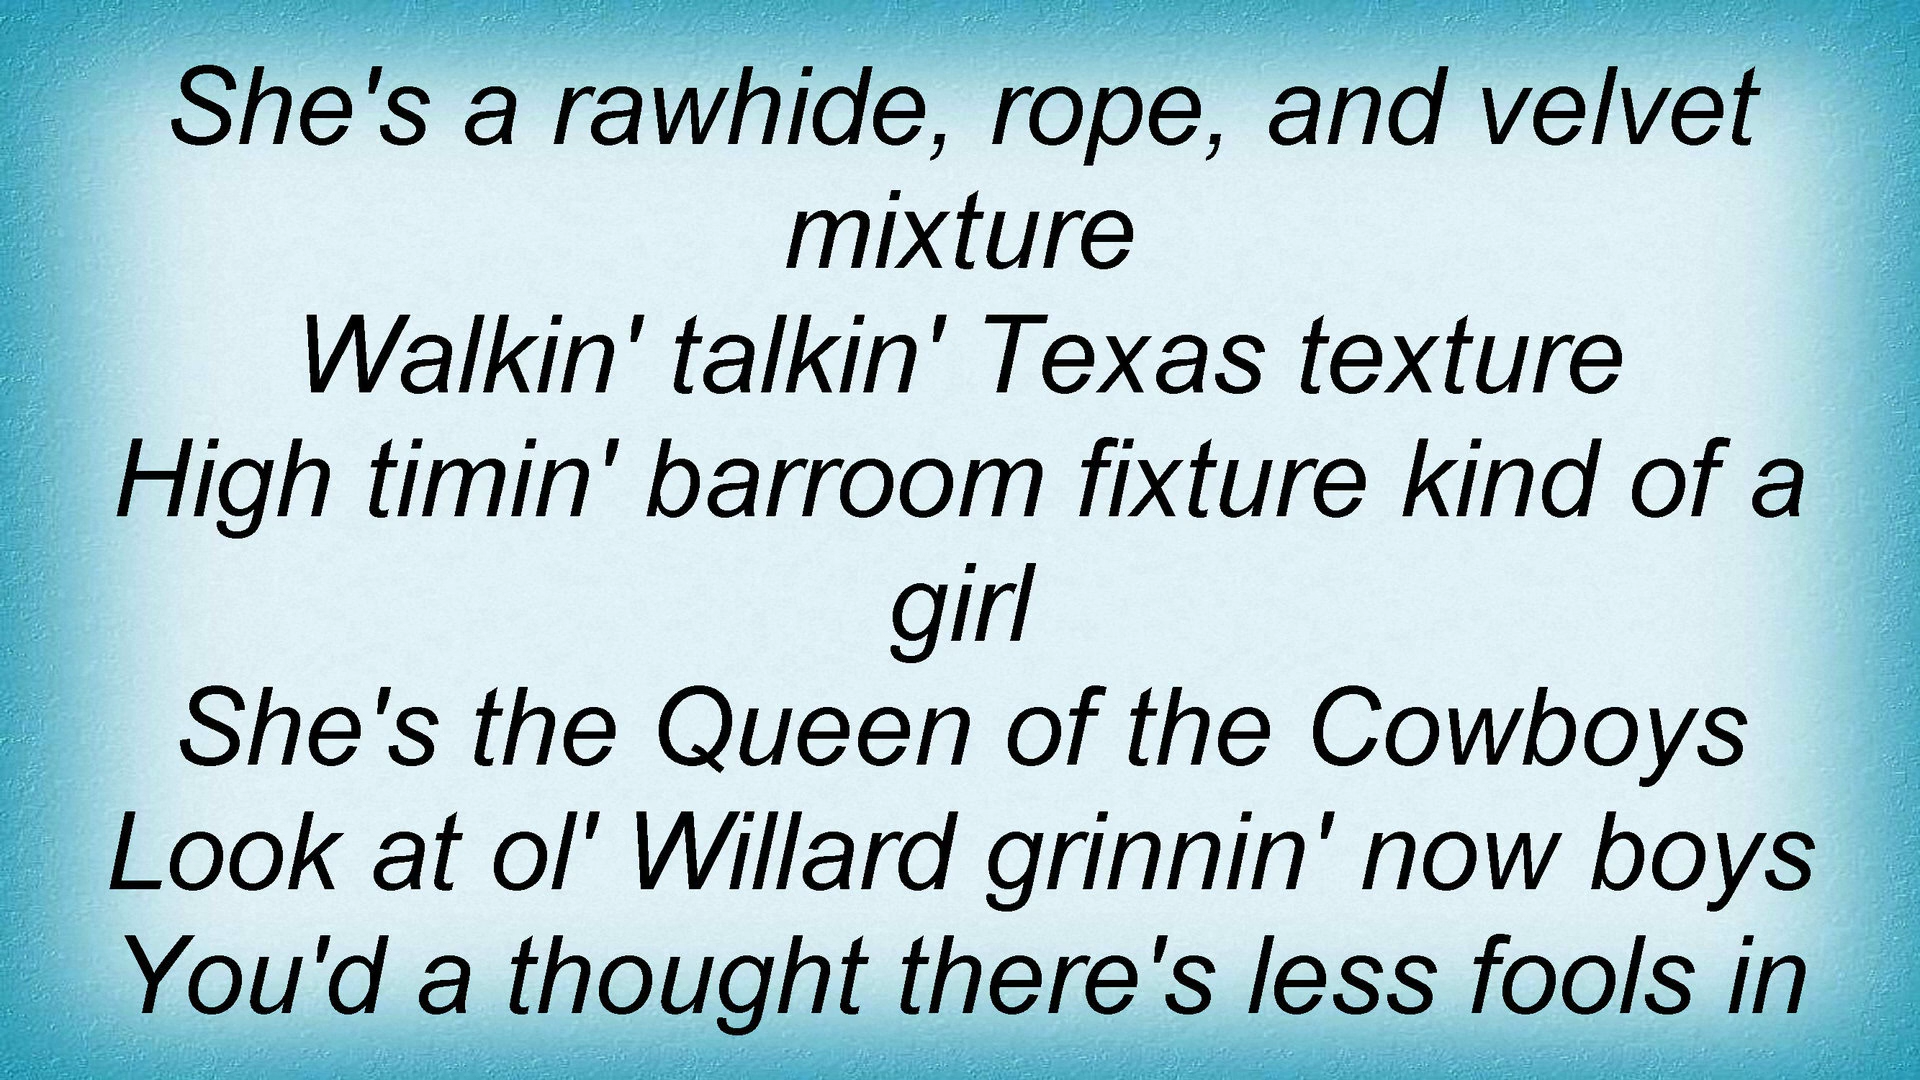 She's a rawhide, rope, and velvet
mixture
Walkin' talkin' Texas texture
High timin' barroom fixture kind of a
girl
She's the Queen of the Cowboys
Look at ol' Willard grinnin' now boys
You'd a thought there's less fools in